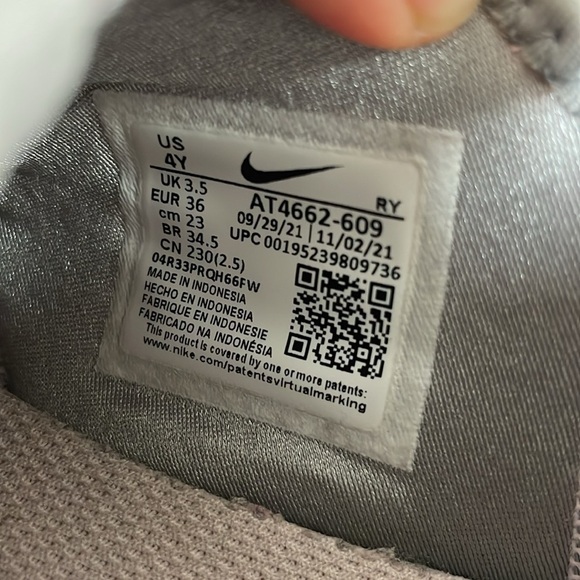 US
4Y
UK 3.5
EUR 36
cm 23
BR 34.5
CN 230(2.5)
RY
AT4662-609
09/29/21 | 11/02/21
UPC 00195239809736
04R33PRQH66FW
MADE IN INDONESIA
HECHO EN INDONESIA
FABRIQUE EN INDONESIE
FABRICADO NA INDONÉSIA
This product is covered by one or more patents:
www.nike.com/patentsvirtualmarking